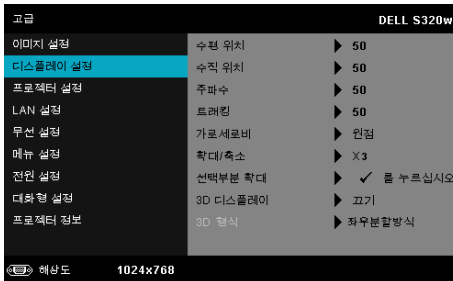 고급 DELL S320w
이미지 설정
디스플레이 설정
프로젝터 설정
LAN 설정
무선 설정
메뉴 설정
전원 설정
대화형 설정
프로젝터 정보
수평 위치 50
수직 위치 50
주파수 50
트래킹 50
가로세로비 원점
확대/축소 X3
선택부분 확대 ✓ 를 누르십시오
3D 디스플레이 끄기
3D 형식 좌우분할방식
해상도 1024x768